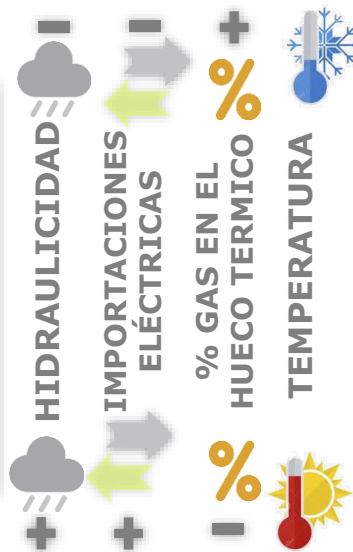 − − +
%
HIDRAULICIDAD
IMPORTACIONES
ELÉCTRICAS
% GAS EN EL
HUECO TERMICO
TEMPERATURA
%
+ + −